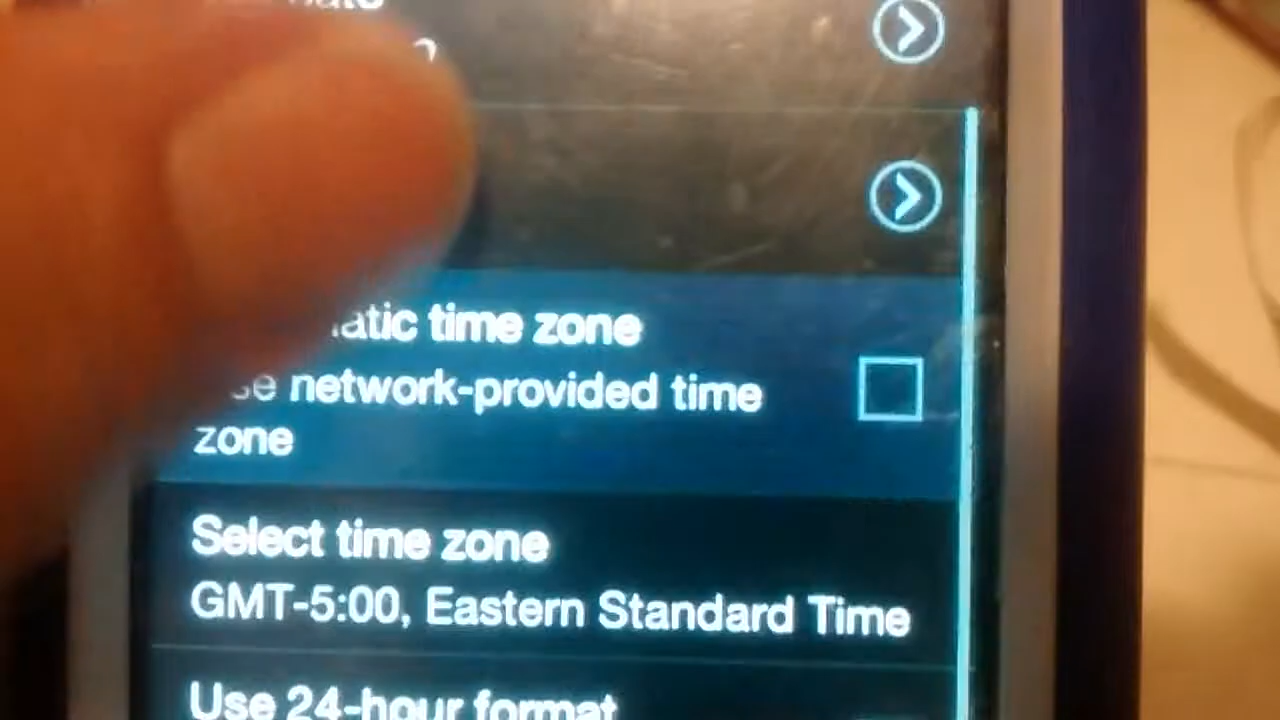 time zone
network-provided time
zone
Select time zone
GMT-5:00, Eastern Standard Time
Use 24-hour format